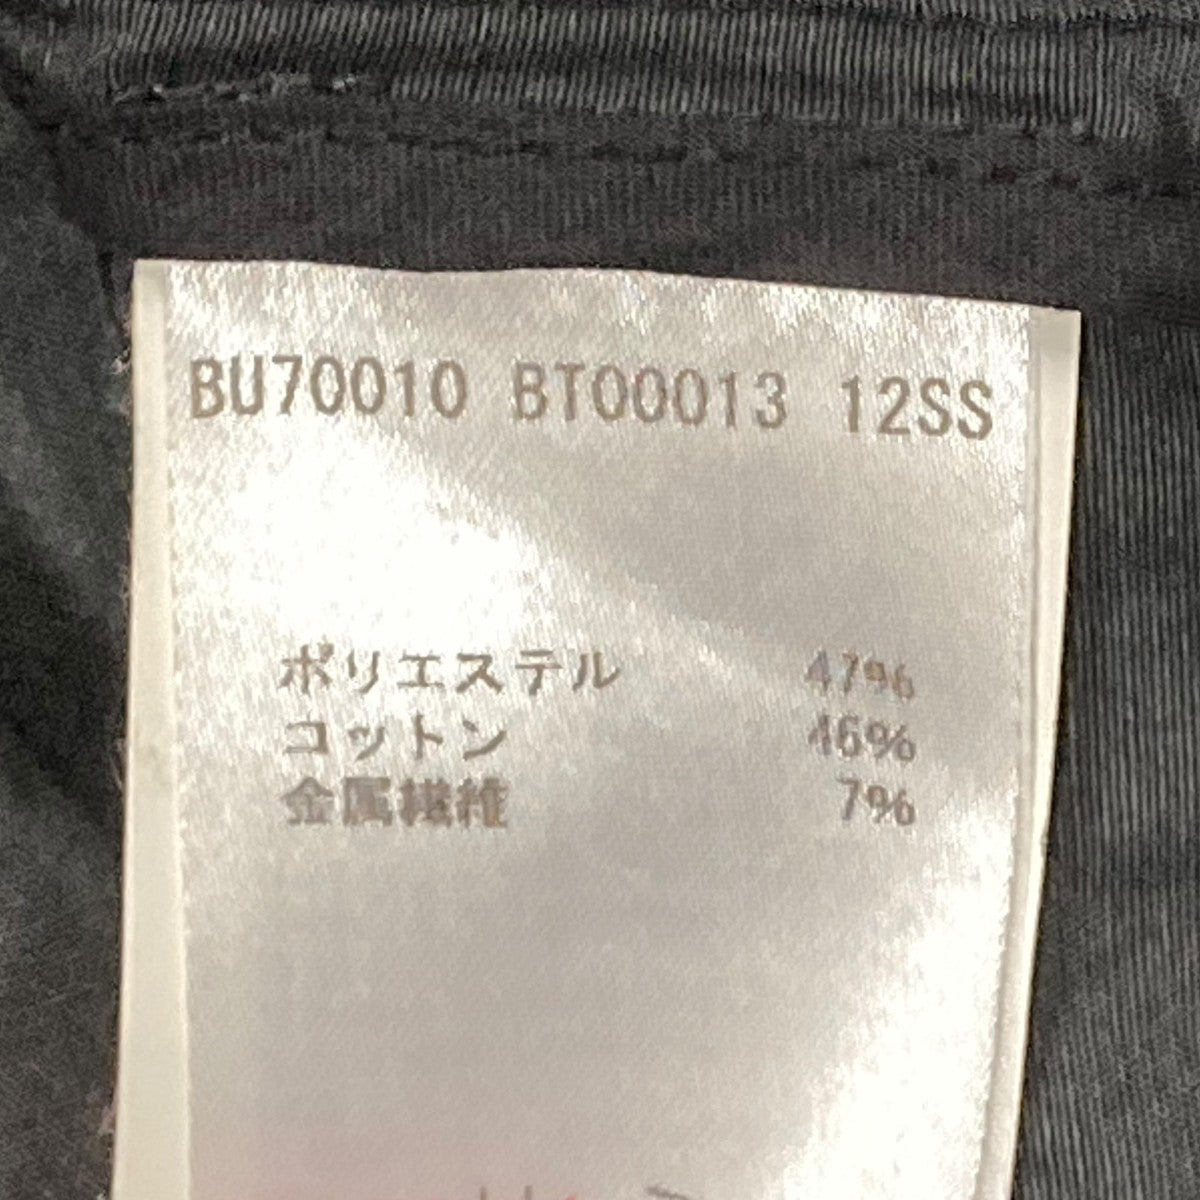 BU70010 BT00013 12SS
ポリエステル 47%
コットン 46%
金属繊維 7%